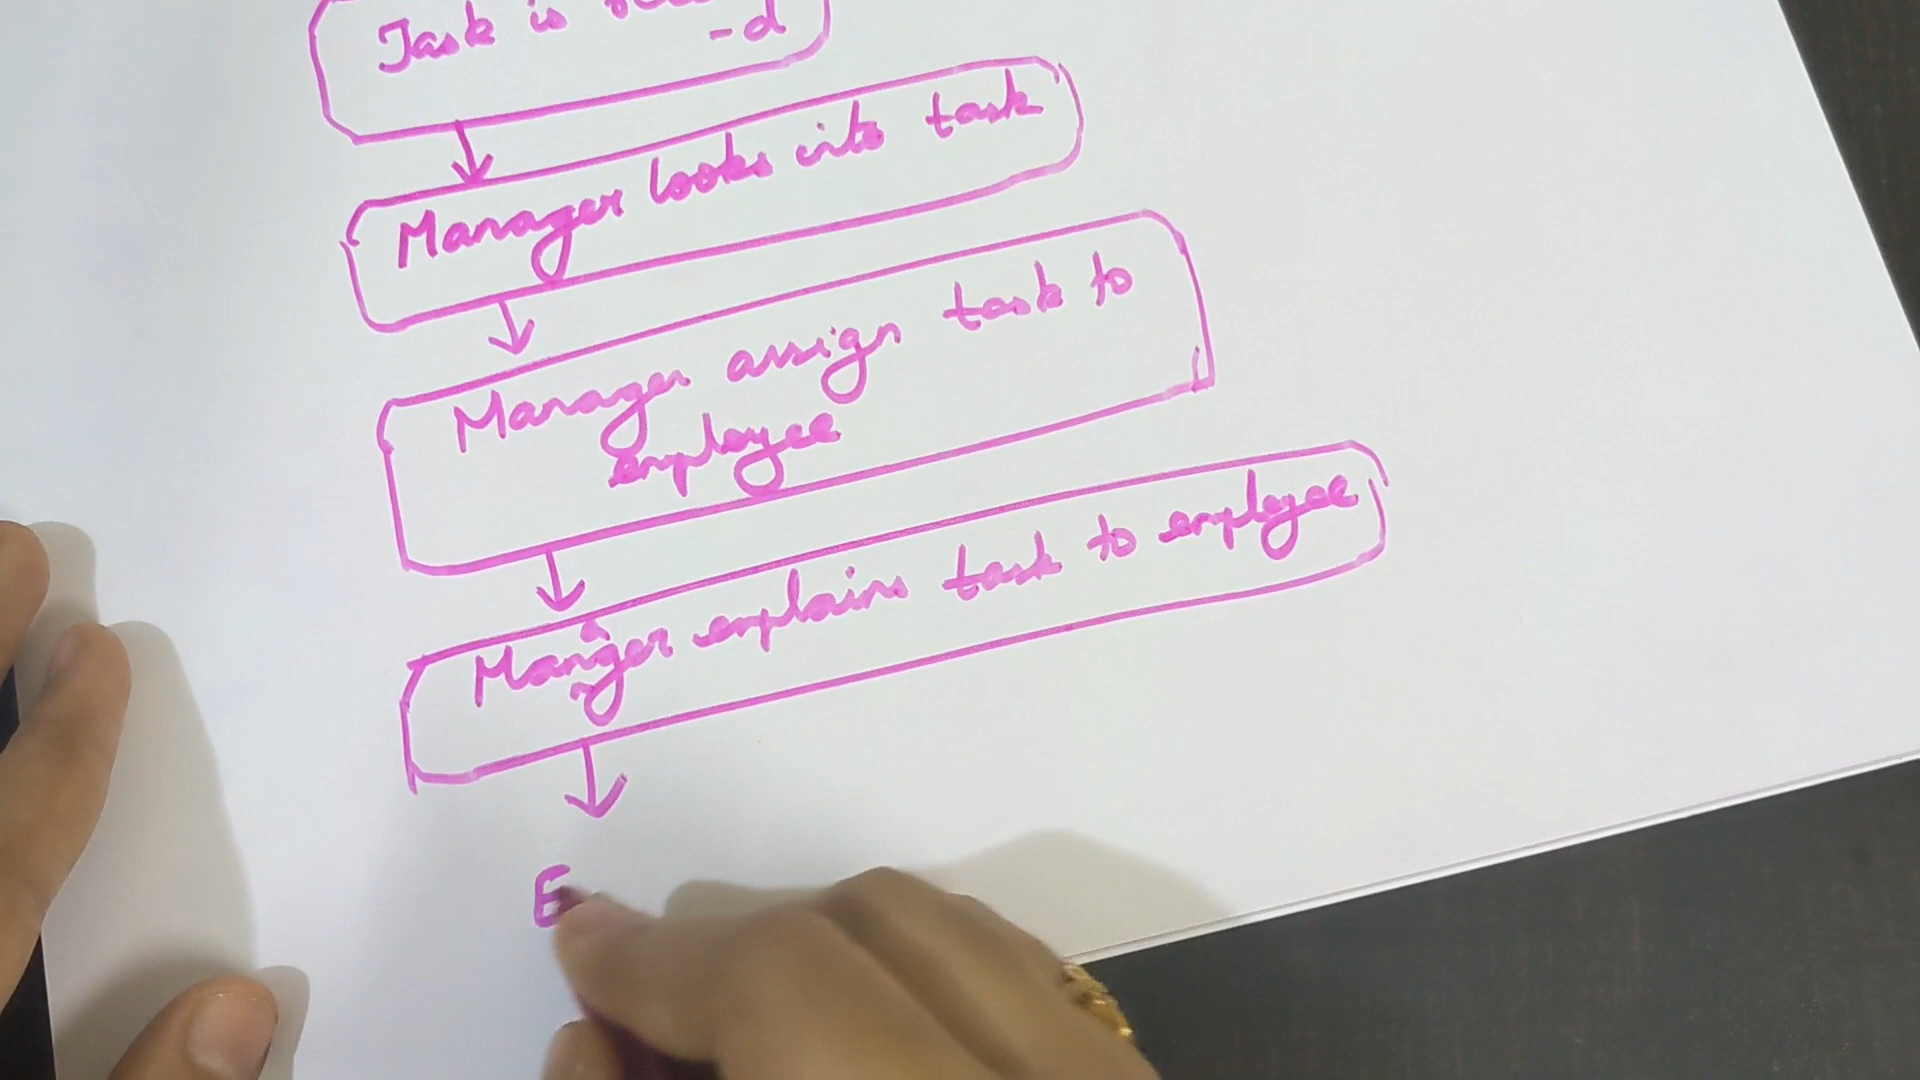 Task is
-d
Manager looks into task
Manager assign task to
employee
Manager explains task to employee
E